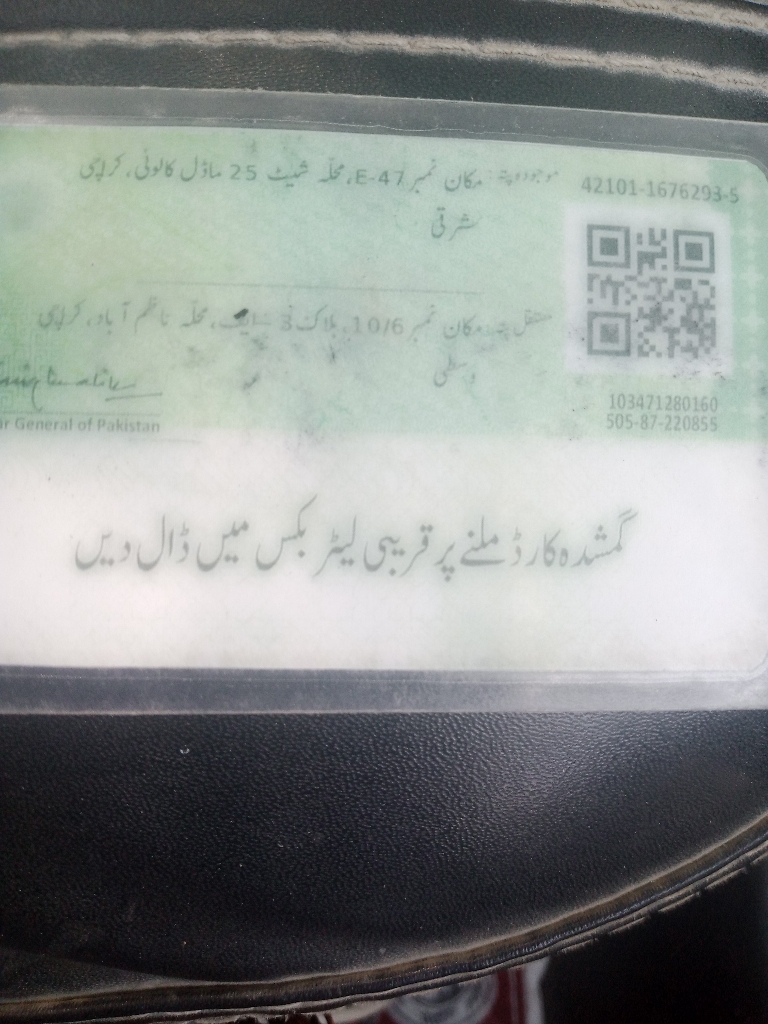 42101-1676293-5
موجودہ پتہ: مکان نمبر E-47، محلہ شیٹ 25 ماڈل کالونی، کراچی
شرقی
مستقل پتہ: مکان نمبر 10/6، بلاک 3 ایف، محلہ ناظم آباد، کراچی
وسطی
103471280160
505-87-220855
ar General of Pakistan
گمشدہ کارڈ ملنے پر قریبی لیٹر بکس میں ڈال دیں